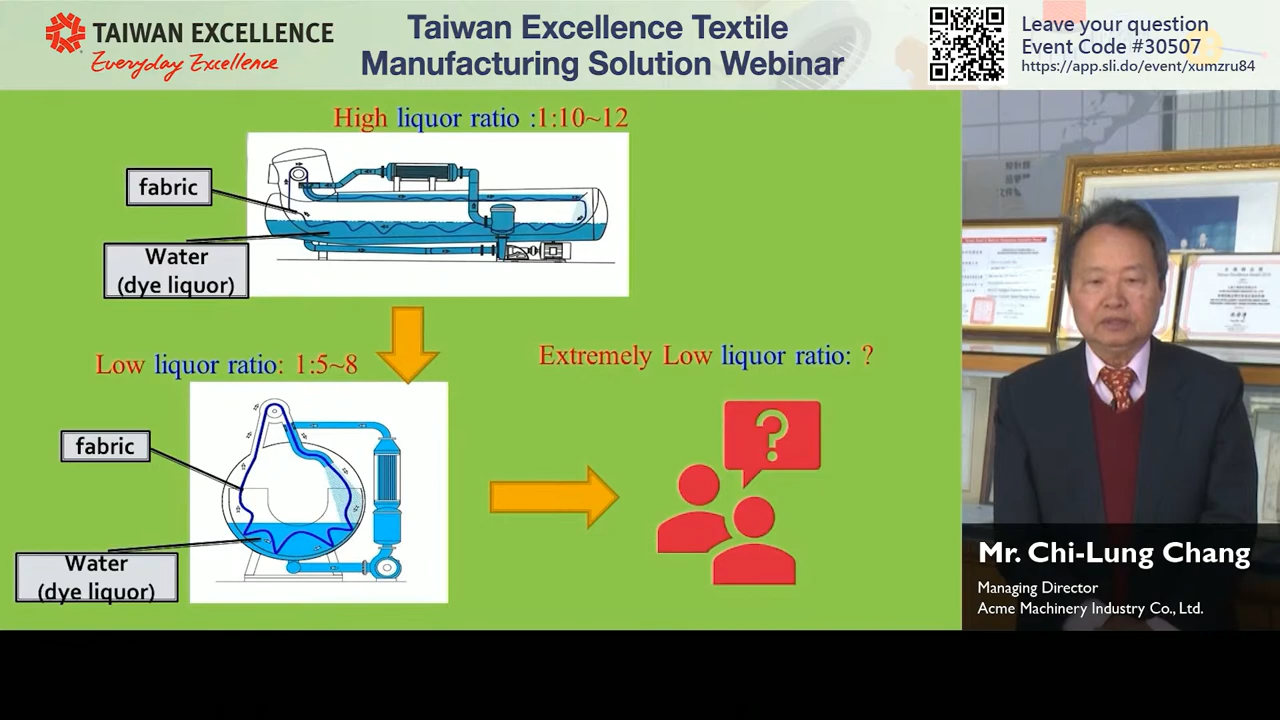 TAIWAN EXCELLENCE
Everyday Excellence
Taiwan Excellence Textile
Manufacturing Solution Webinar
Leave your question
Event Code #30507
https://app.sli.do/event/xumzru84
High liquor ratio :1:10~12
fabric
Water
(dye liquor)
Low liquor ratio: 1:5~8
fabric
Water
(dye liquor)
Extremely Low liquor ratio: ?
?
Mr. Chi-Lung Chang
Managing Director
Acme Machinery Industry Co., Ltd.